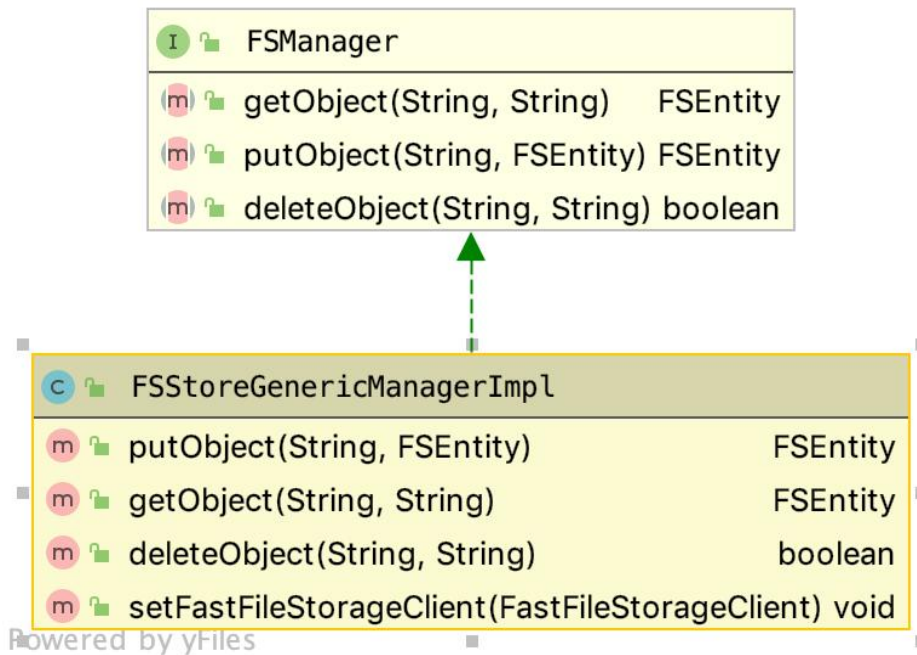 FSManager
getObject(String, String) FSEntity
putObject(String, FSEntity) FSEntity
deleteObject(String, String) boolean
FSStoreGenericManagerImpl
putObject(String, FSEntity) FSEntity
getObject(String, String) FSEntity
deleteObject(String, String) boolean
setFastFileStorageClient(FastFileStorageClient) void
Powered by yFiles